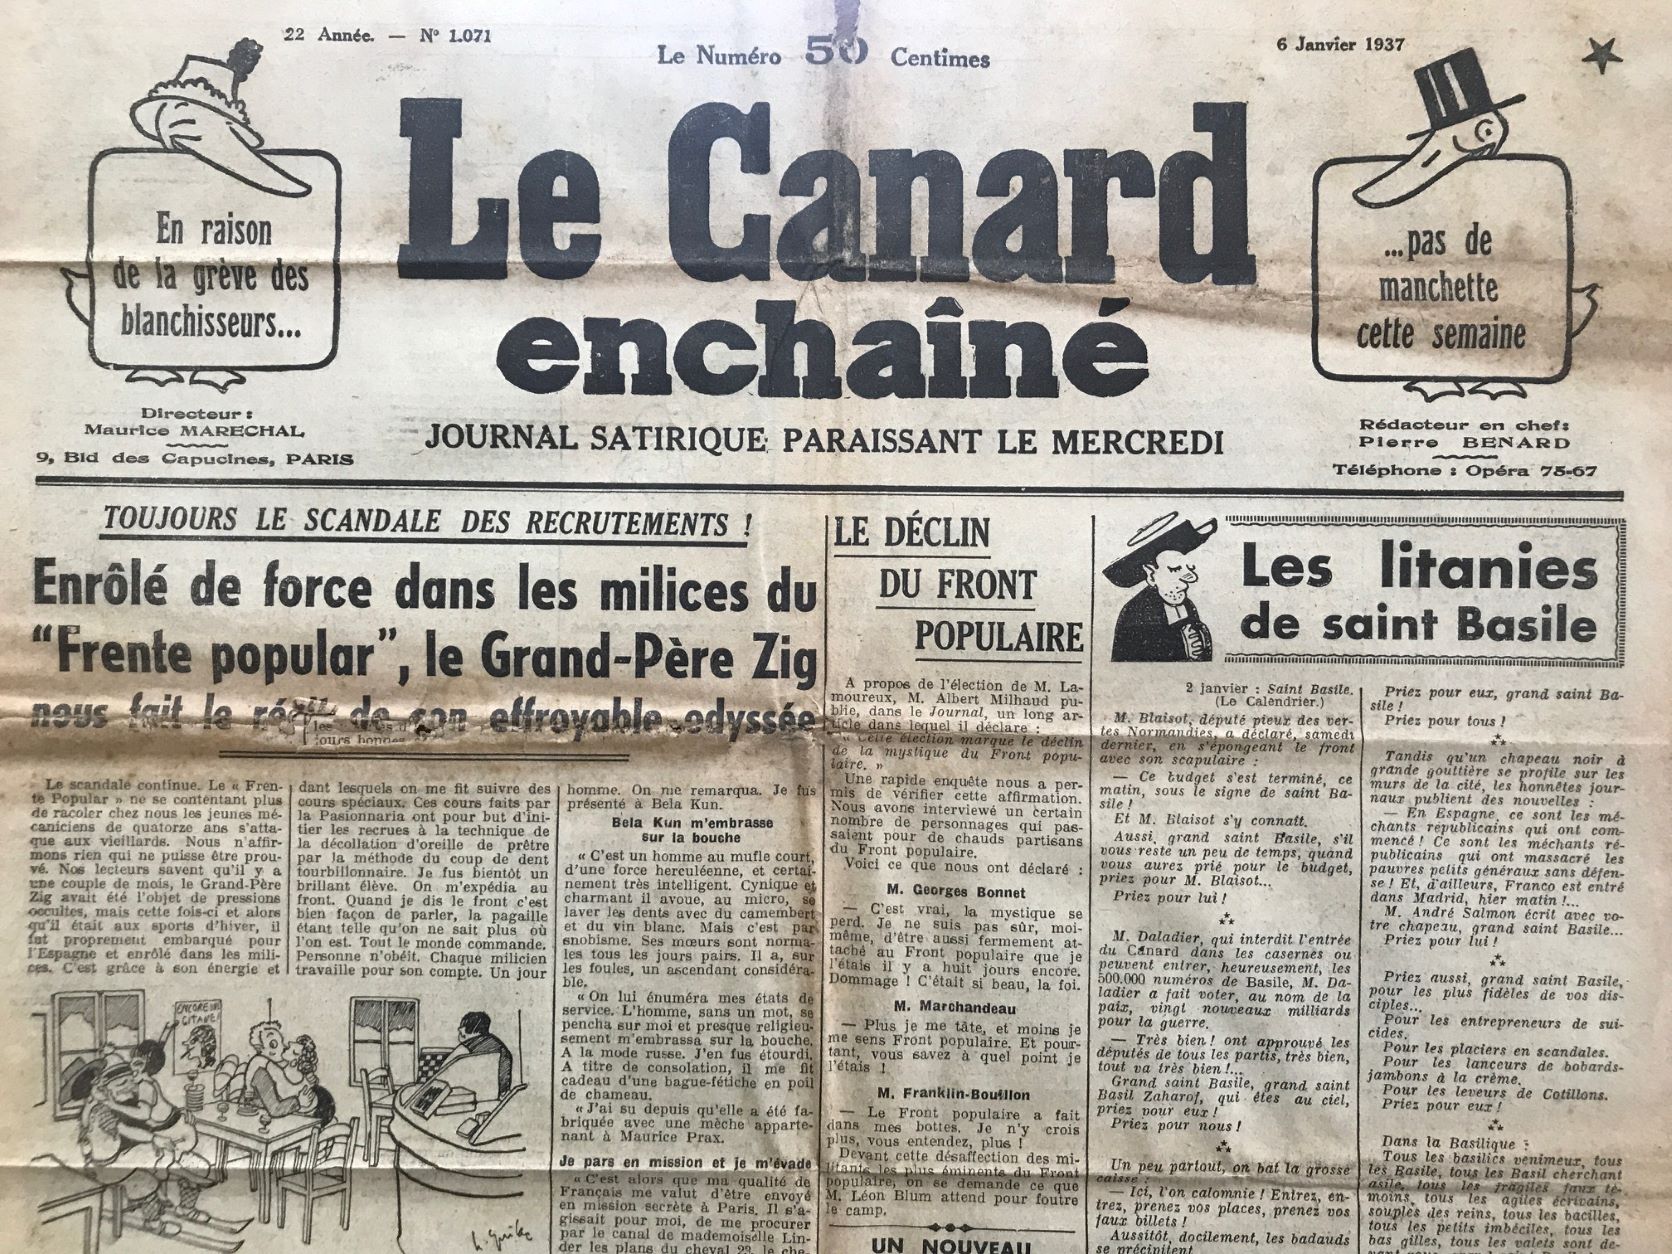 22 Année. — Nº 1.071
Le Numéro 50 Centimes
6 Janvier 1937
En raison
de la grève des
blanchisseurs...
Le Canard
enchaîné
...pas de
manchette
cette semaine
Directeur :
Maurice MARECHAL
9, Bld des Capucines, PARIS
JOURNAL SATIRIQUE PARAISSANT LE MERCREDI
Rédacteur en chef :
Pierre BENARD
Téléphone : Opéra 75-67
TOUJOURS LE SCANDALE DES RECRUTEMENTS !
Enrôlé de force dans les milices du
"Frente popular", le Grand-Père Zig
nous fait le de son effroyable odyssée
Le scandale continue. Le « Fren-
te Popular » ne se contentant plus
de racoler chez nous les jeunes mé-
caniciens de quatorze ans s'atta-
que aux vieillards. Nous n'affir-
mons rien qui ne puisse être prou-
vé. Nos lecteurs savent qu'il y a
une couple de mois, le Grand-Père
Zig avait été l'objet de pressions
occultes, mais cette fois-ci et alors
qu'il était aux sports d'hiver, il
fut proprement embarqué pour
l'Espagne et enrôlé dans les mili-
ces. C'est grâce à son énergie et
dant lesquels on me fit suivre des
cours spéciaux. Ces cours faits par
la Pasionnaria ont pour but d'ini-
tier les recrues à la technique de
la décollation d'oreille de prêtre
par la méthode du coup de dent
tourbillonnaire. Je fus bientôt un
brillant élève. On m'expédia au
front. Quand je dis le front c'est
bien façon de parler, la pagaille
étant telle qu'on ne sait plus où
l'on est. Tout le monde commande.
Personne n'obéit. Chaque milicien
travaille pour son compte. Un jour
ENCORE UN
GITANE
homme. On me remarqua. Je fus
présenté à Bela Kun.
Bela Kun m'embrasse
sur la bouche
« C'est un homme au mufle court,
d'une force herculéenne, et certai-
nement très intelligent. Cynique et
charmant il avoue, au micro, se
laver les dents avec du camembert
et du vin blanc. Mais c'est par
snobisme. Ses mœurs sont norma-
les tous les jours pairs. Il a, sur
les foules, un ascendant considéra-
ble.
« On lui énuméra mes états de
service. L'homme, sans un mot, se
pencha sur moi et presque religieu-
sement m'embrassa sur la bouche.
A la mode russe. J'en fus étourdi.
A titre de consolation, il me fit
cadeau d'une bague-fétiche en poil
de chameau.
« J'ai su depuis qu'elle a été fa-
briquée avec une mèche apparte-
nant à Maurice Prax.
Je pars en mission et je m'évade
« C'est alors que ma qualité de
Français me valut d'être envoyé
en mission secrète à Paris. Il s'a-
gissait pour moi, de me procurer
par le canal de mademoiselle Lin-
der les plans du cheval 23, le che-
LE DÉCLIN
DU FRONT
POPULAIRE
A propos de l'élection de M. La-
moureux, M. Albert Milhaud pu-
blie, dans le Journal, un long ar-
ticle dans lequel il déclare :
« Cette élection marque le déclin
de la mystique du Front popu-
laire. »
Une rapide enquête nous a per-
mis de vérifier cette affirmation.
Nous avons interviewé un certain
nombre de personnages qui pas-
saient pour de chauds partisans
du Front populaire.
Voici ce que nous ont déclaré :
M. Georges Bonnet
— C'est vrai, la mystique se
perd. Je ne suis pas sûr, moi-
même, d'être aussi fermement at-
taché au Front populaire que je
l'étais il y a huit jours encore.
Dommage ! C'était si beau, la foi.
M. Marchandeau
— Plus je me tâte, et moins je
me sens Front populaire. Et pour-
tant, vous savez à quel point je
l'étais !
M. Franklin-Bouillon
— Le Front populaire a fait
dans mes bottes. Je n'y crois
plus, vous entendez, plus !
Devant cette désaffection des mi-
litants les plus éminents du Front
populaire, on se demande ce que
M. Léon Blum attend pour foutre
le camp.
UN NOUVEAU
Les litanies
de saint Basile
2 janvier : Saint Basile.
(Le Calendrier.)
M. Blaisot, député pieux des ver-
tes Normandies, a déclaré, samedi
dernier, en s'épongeant le front
avec son scapulaire :
— Ce budget s'est terminé, ce
matin, sous le signe de saint Ba-
sile !
Et M. Blaisot s'y connaît.
Aussi, grand saint Basile, s'il
vous reste un peu de temps, quand
vous aurez prié pour le budget,
priez pour M. Blaisot...
Priez pour lui !
M. Daladier, qui interdit l'entrée
du Canard dans les casernes ou
peuvent entrer, heureusement, les
500.000 numéros de Basile, M. Da-
ladier a fait voter, au nom de la
paix, vingt nouveaux milliards
pour la guerre.
— Très bien ! ont approuvé les
députés de tous les partis, très bien,
tout va très bien !...
Grand saint Basile, grand saint
Basil Zaharof, qui êtes au ciel,
priez pour eux !
Priez pour nous !
Un peu partout, on bat la grosse
caisse :
— Ici, l'on calomnie ! Entrez, en-
trez, prenez vos places, prenez vos
faux billets !
Aussitôt, docilement, les badauds
se précipitent
Priez pour eux, grand saint Ba-
sile !
Priez pour tous !
Tandis qu'un chapeau noir à
grande gouttière se profile sur les
murs de la cité, les honnêtes jour-
naux publient des nouvelles :
— En Espagne, ce sont les mé-
chants républicains qui ont com-
mencé ! Ce sont les méchants ré-
publicains qui ont massacré les
pauvres petits généraux sans défen-
se ! Et, d'ailleurs, Franco est entré
dans Madrid, hier matin !...
M. André Salmon écrit avec vo-
tre chapeau, grand saint Basile...
Priez pour lui !
Priez aussi, grand saint Basile,
pour les plus fidèles de vos dis-
ciples...
Pour les entrepreneurs de sui-
cides.
Pour les placiers en scandales.
Pour les lanceurs de bobards-
jambons à la crème.
Pour les leveurs de Cotillons.
Priez pour eux !
Dans la Basilique :
Tous les basilics venimeux, tous
les Basile, tous les Basil cherchant
asile, tous les fragiles faux té-
moins, tous les agiles écrivains,
souples des reins, tous les bacilles,
tous les petits imbéciles, tous les
bas gilles, tous les valets sont de-